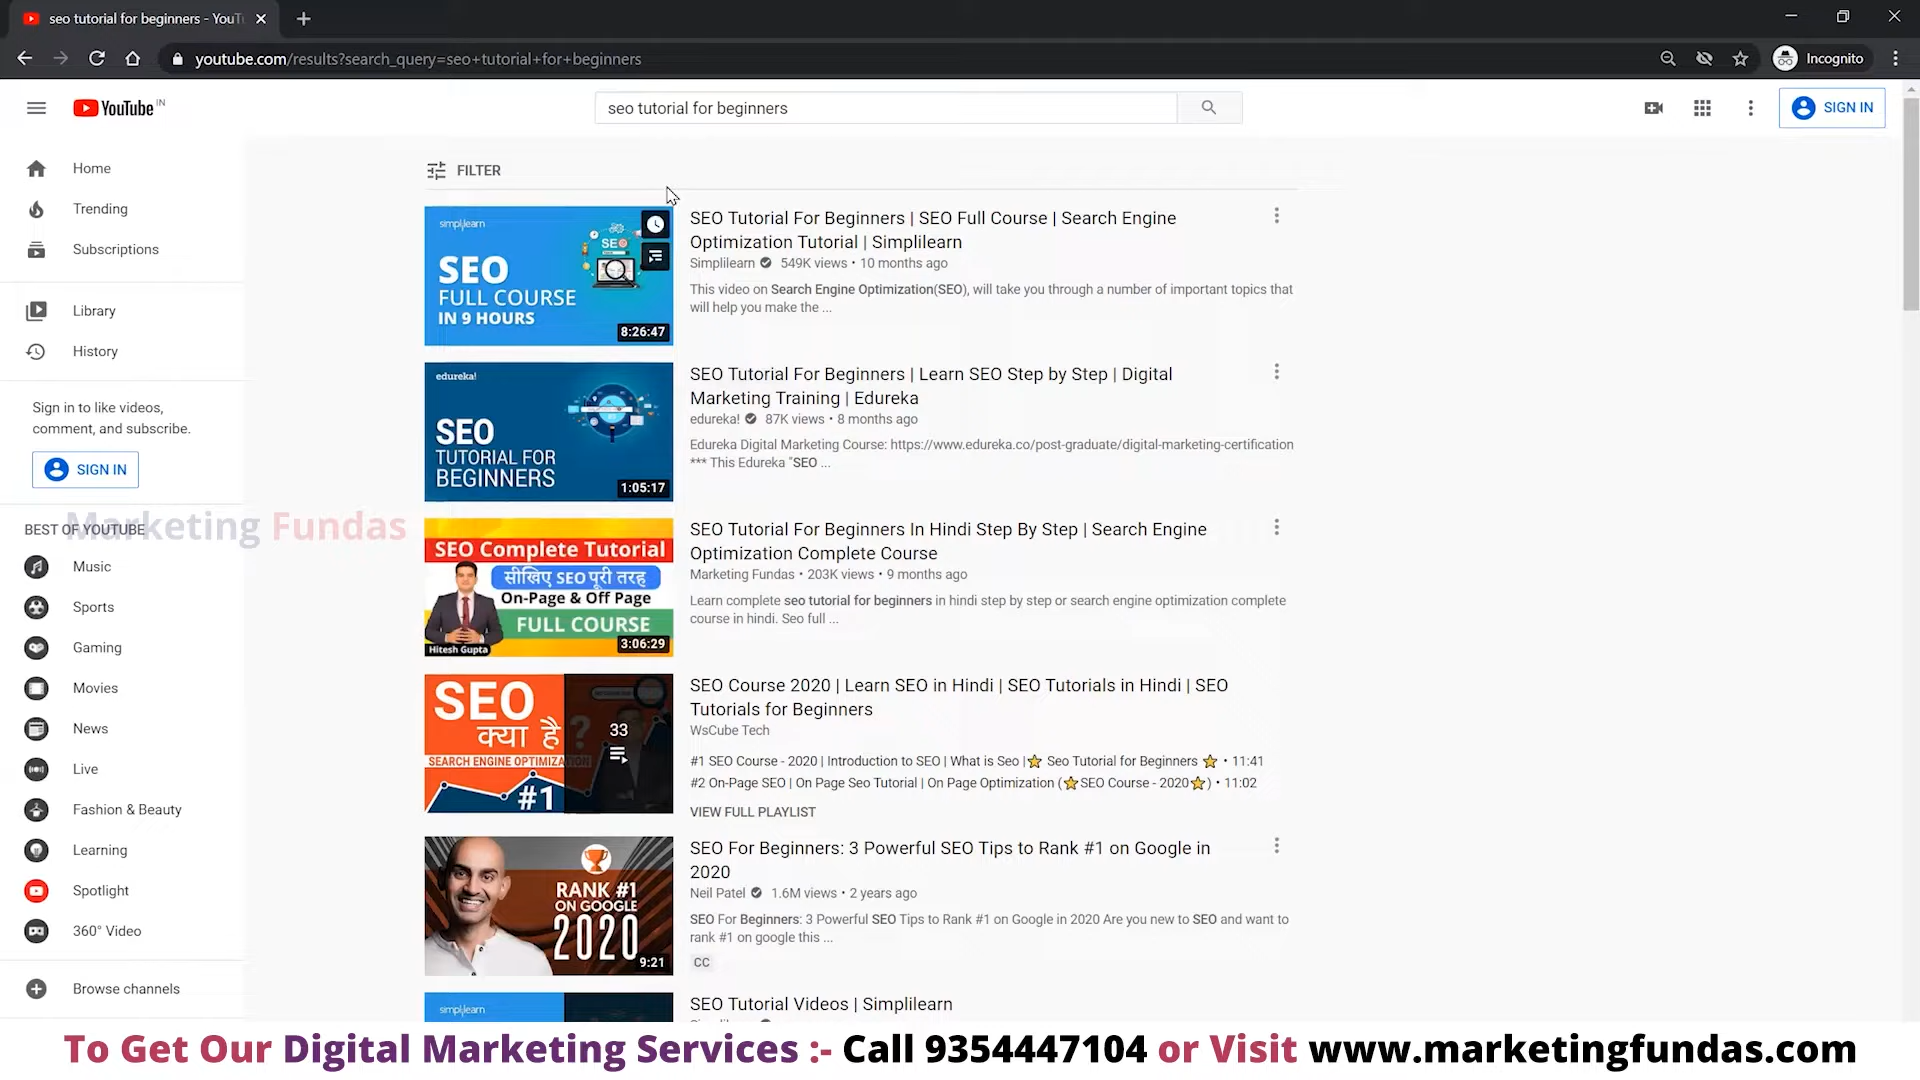 seo tutorial for beginners - YouT
youtube.com/results?search_query=seo+tutorial+for+beginners
Incognito
YouTube IN
seo tutorial for beginners
SIGN IN
Home
Trending
Subscriptions
Library
History
Sign in to like videos,
comment, and subscribe.
SIGN IN
BEST OF YOUTUBE
Marketing Fundas
Music
Sports
Gaming
Movies
News
Live
Fashion & Beauty
Learning
Spotlight
360° Video
Browse channels
FILTER
simplilearn
SEO
SEO
FULL COURSE
IN 9 HOURS
8:26:47
SEO Tutorial For Beginners | SEO Full Course | Search Engine
Optimization Tutorial | Simplilearn
Simplilearn 549K views • 10 months ago
This video on Search Engine Optimization(SEO), will take you through a number of important topics that
will help you make the ...
edureka!
SEO
TUTORIAL FOR
BEGINNERS
1:05:17
SEO Tutorial For Beginners | Learn SEO Step by Step | Digital
Marketing Training | Edureka
edureka! 87K views • 8 months ago
Edureka Digital Marketing Course: https://www.edureka.co/post-graduate/digital-marketing-certification
*** This Edureka "SEO ...
SEO Complete Tutorial
सीखिए SEO पूरी तरह
On-Page & Off Page
FULL COURSE
Hitesh Gupta
3:06:29
SEO Tutorial For Beginners In Hindi Step By Step | Search Engine
Optimization Complete Course
Marketing Fundas • 203K views • 9 months ago
Learn complete seo tutorial for beginners in hindi step by step or search engine optimization complete
course in hindi. Seo full ...
SEO
क्या है ?
SEARCH ENGINE OPTIMIZATION
#1
33
SEO Course 2020 | Learn SEO in Hindi | SEO Tutorials in Hindi | SEO
Tutorials for Beginners
WsCube Tech
#1 SEO Course - 2020 | Introduction to SEO | What is Seo |⭐ Seo Tutorial for Beginners ⭐ • 11:41
#2 On-Page SEO | On Page Seo Tutorial | On Page Optimization (⭐SEO Course - 2020⭐) • 11:02
VIEW FULL PLAYLIST
RANK #1
ON GOOGLE
2020
9:21
SEO For Beginners: 3 Powerful SEO Tips to Rank #1 on Google in
2020
Neil Patel 1.6M views • 2 years ago
SEO For Beginners: 3 Powerful SEO Tips to Rank #1 on Google in 2020 Are you new to SEO and want to
rank #1 on google this ...
CC
simplilearn
SEO Tutorial Videos | Simplilearn
To Get Our Digital Marketing Services :- Call 9354447104 or Visit www.marketingfundas.com